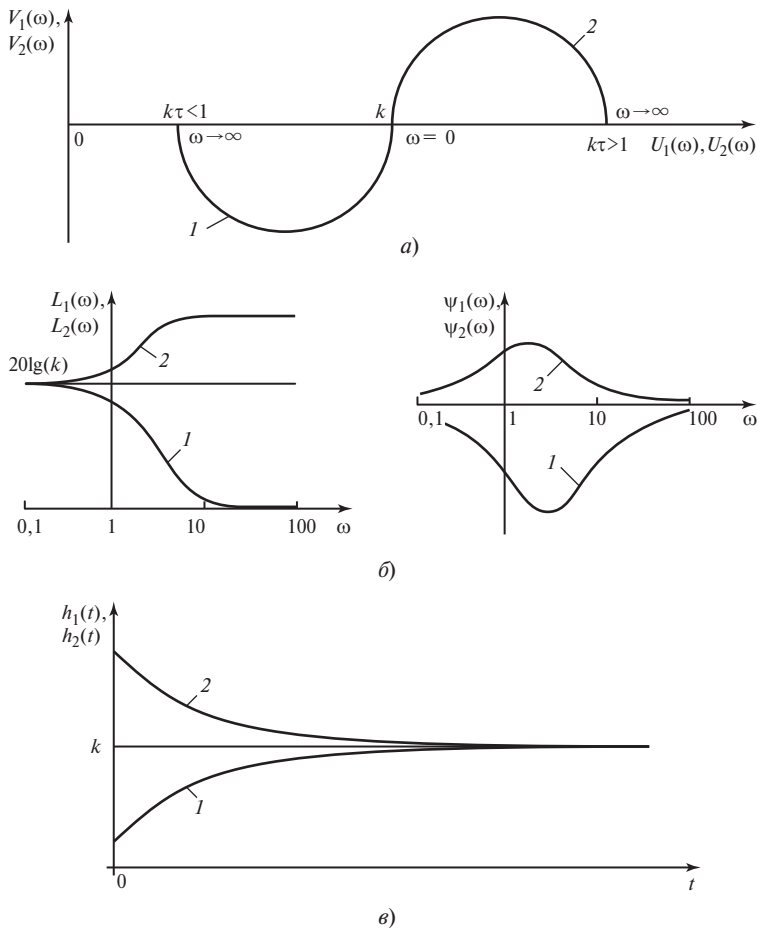 V₁(ω),
V₂(ω)
2
kτ<1
k
ω→∞
0
ω→∞
ω= 0
kτ>1
U₁(ω), U₂(ω)
1
а)
L₁(ω),
L₂(ω)
20lg(k)
2
1
0,1
1
10
100
ω
ψ₁(ω),
ψ₂(ω)
2
0,1
1
10
100
ω
1
б)
h₁(t),
h₂(t)
2
k
1
0
t
в)